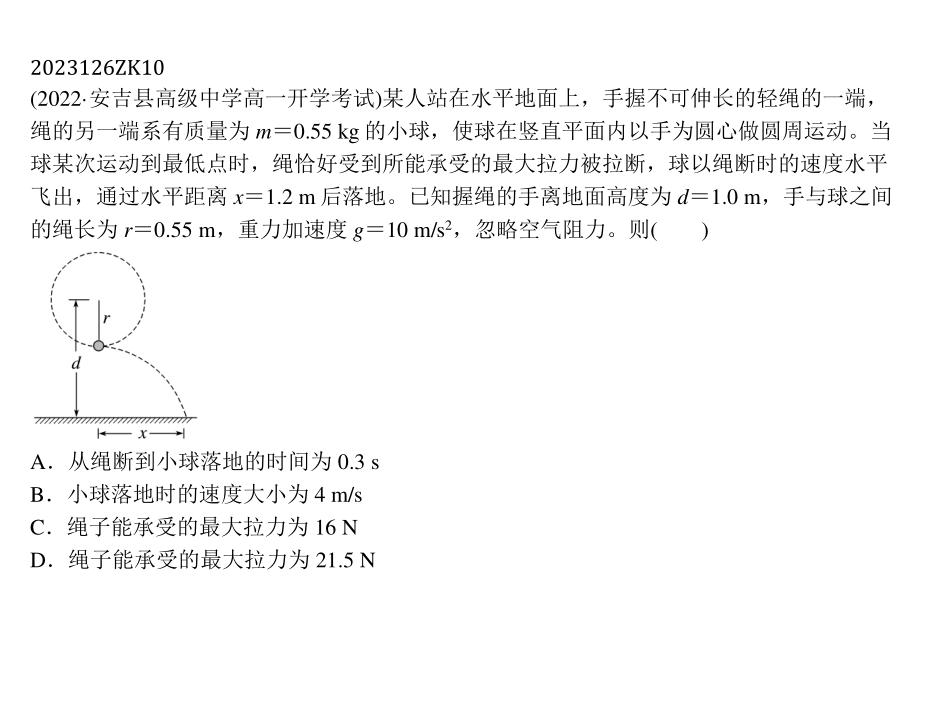 2023126ZK10
(2022·安吉县高级中学高一开学考试)某人站在水平地面上，手握不可伸长的轻绳的一端，
绳的另一端系有质量为 m＝0.55 kg 的小球，使球在竖直平面内以手为圆心做圆周运动。当
球某次运动到最低点时，绳恰好受到所能承受的最大拉力被拉断，球以绳断时的速度水平
飞出，通过水平距离 x＝1.2 m 后落地。已知握绳的手离地面高度为 d＝1.0 m，手与球之间
的绳长为 r＝0.55 m，重力加速度 g＝10 m/s²，忽略空气阻力。则(　　)
r
d
x
A．从绳断到小球落地的时间为 0.3 s
B．小球落地时的速度大小为 4 m/s
C．绳子能承受的最大拉力为 16 N
D．绳子能承受的最大拉力为 21.5 N